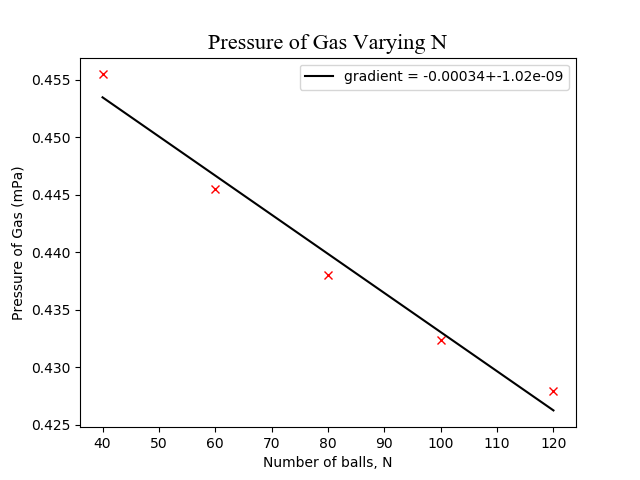 Pressure of Gas Varying N
gradient = -0.00034+-1.02e-09
0.455
0.450
0.445
0.440
0.435
0.430
0.425
Pressure of Gas (mPa)
40 50 60 70 80 90 100 110 120
Number of balls, N